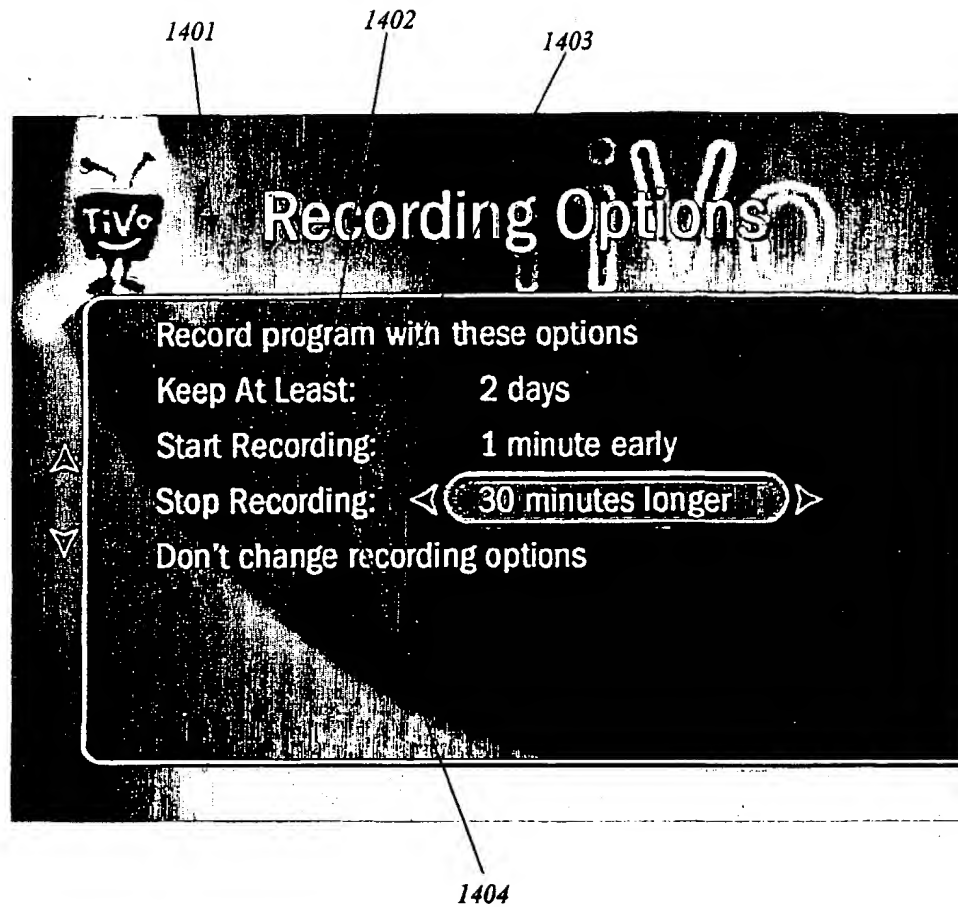 1401
1402
1403
TiVo
TiVo
Recording Options
Record program with these options
Keep At Least: 2 days
Start Recording: 1 minute early
Stop Recording: 30 minutes longer
Don't change recording options
1404